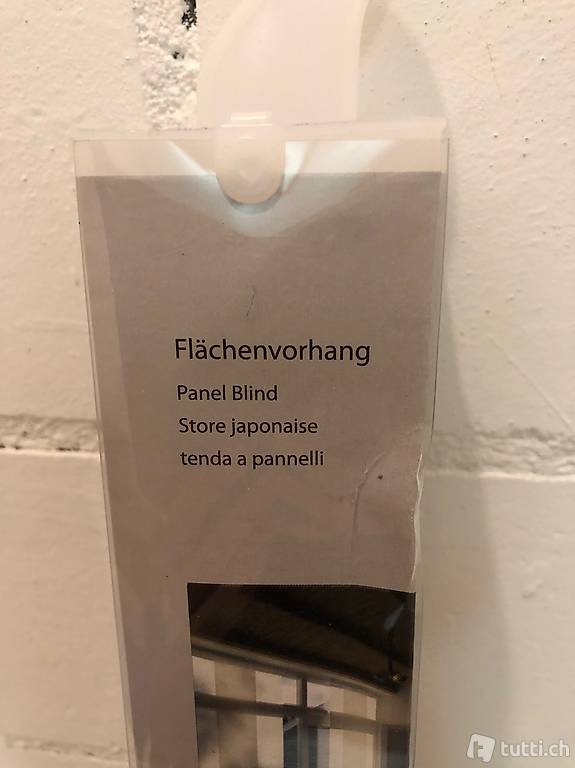 Flächenvorhang
Panel Blind
Store japonaise
tenda a pannelli
tutti.ch